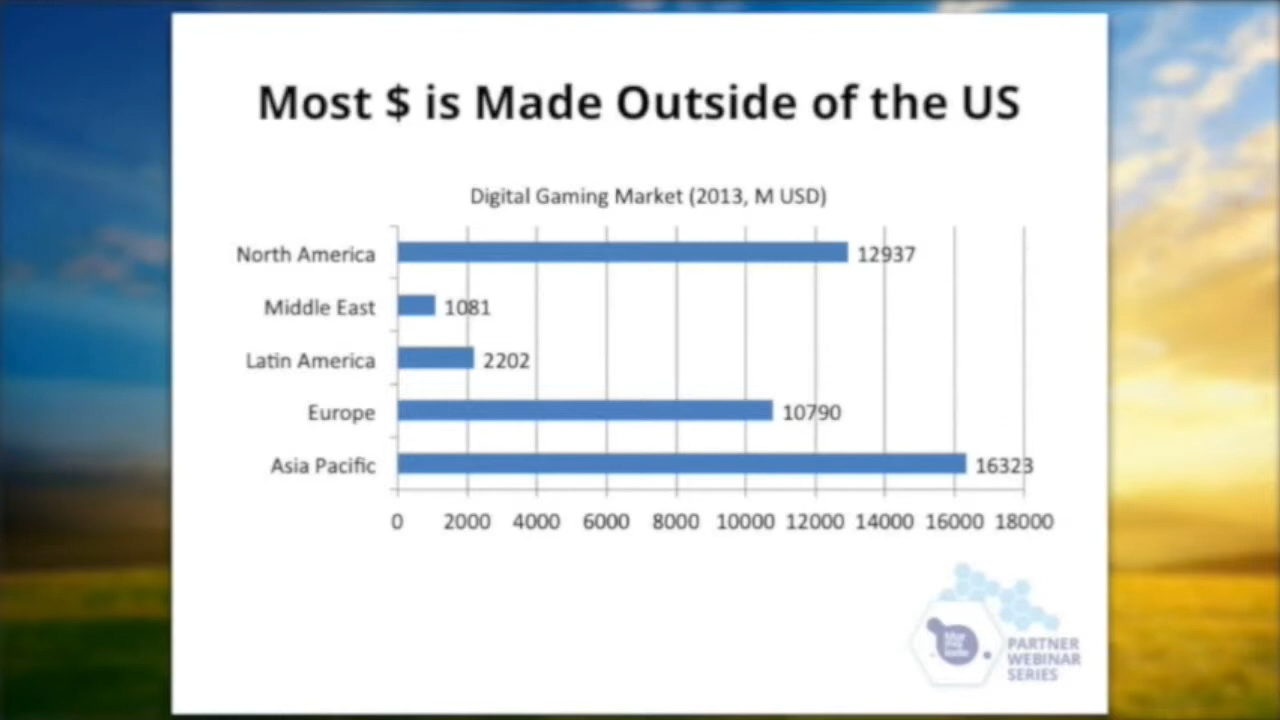 Most $ is Made Outside of the US
Digital Gaming Market (2013, M USD)
North America 12937
Middle East 1081
Latin America 2202
Europe 10790
Asia Pacific 16323
0 2000 4000 6000 8000 10000 12000 14000 16000 18000
PARTNER
WEBINAR
SERIES